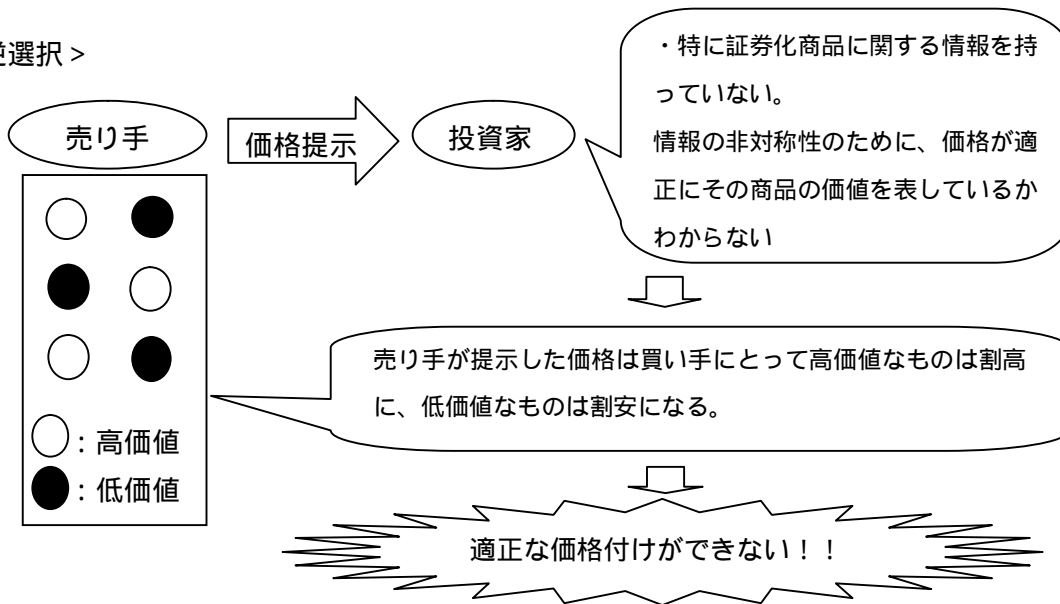 逆選択>
売り手
価格提示
投資家
・特に証券化商品に関する情報を持
っていない。
情報の非対称性のために、価格が適
正にその商品の価値を表しているか
わからない
売り手が提示した価格は買い手にとって高価値なものは割高
に、低価値なものは割安になる。
：高価値
：低価値
適正な価格付けができない！！